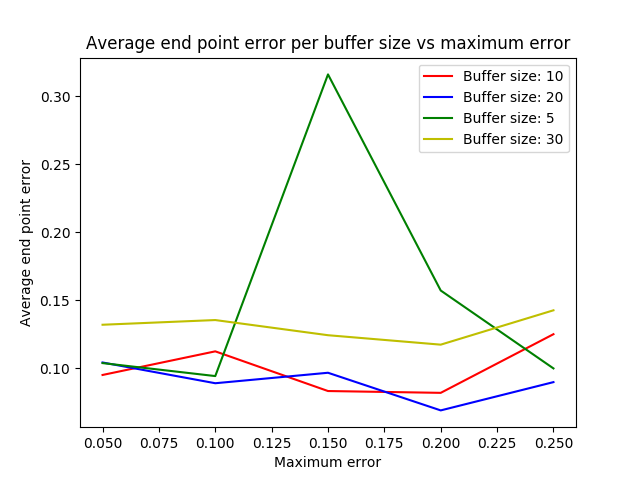 Average end point error per buffer size vs maximum error
Buffer size: 10
Buffer size: 20
Buffer size: 5
Buffer size: 30
0.30
0.25
0.20
0.15
0.10
Average end point error
0.050 0.075 0.100 0.125 0.150 0.175 0.200 0.225 0.250
Maximum error